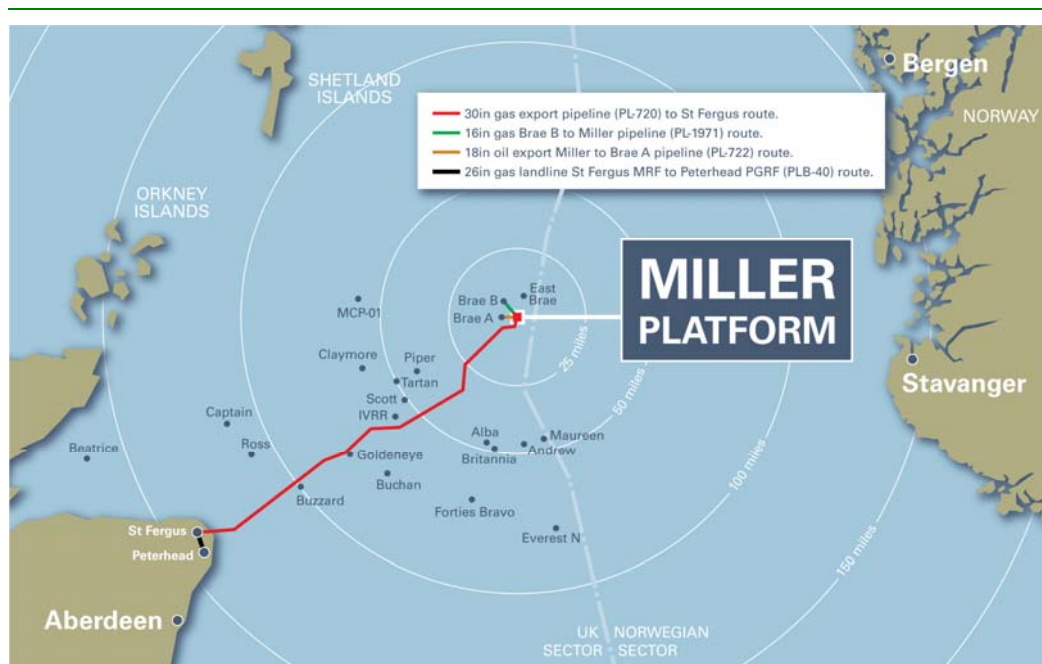 SHETLAND
ISLANDS
Bergen
NORWAY
30in gas export pipeline (PL-720) to St Fergus route.
16in gas Brae B to Miller pipeline (PL-1971) route.
18in oil export Miller to Brae A pipeline (PL-722) route.
26in gas landline St Fergus MRF to Peterhead PGRF (PLB-40) route.
ORKNEY
ISLANDS
MILLER
PLATFORM
East
Brae
Brae B
Brae A
MCP-01
25 miles
50 miles
100 miles
150 miles
Stavanger
Claymore
Piper
Tartan
Scott
IVRR
Captain
Ross
Beatrice
Goldeneye
Buchan
Buzzard
Alba
Britannia
Maureen
Andrew
Forties Bravo
Everest N
St Fergus
Peterhead
Aberdeen
UK
SECTOR
NORWEGIAN
SECTOR